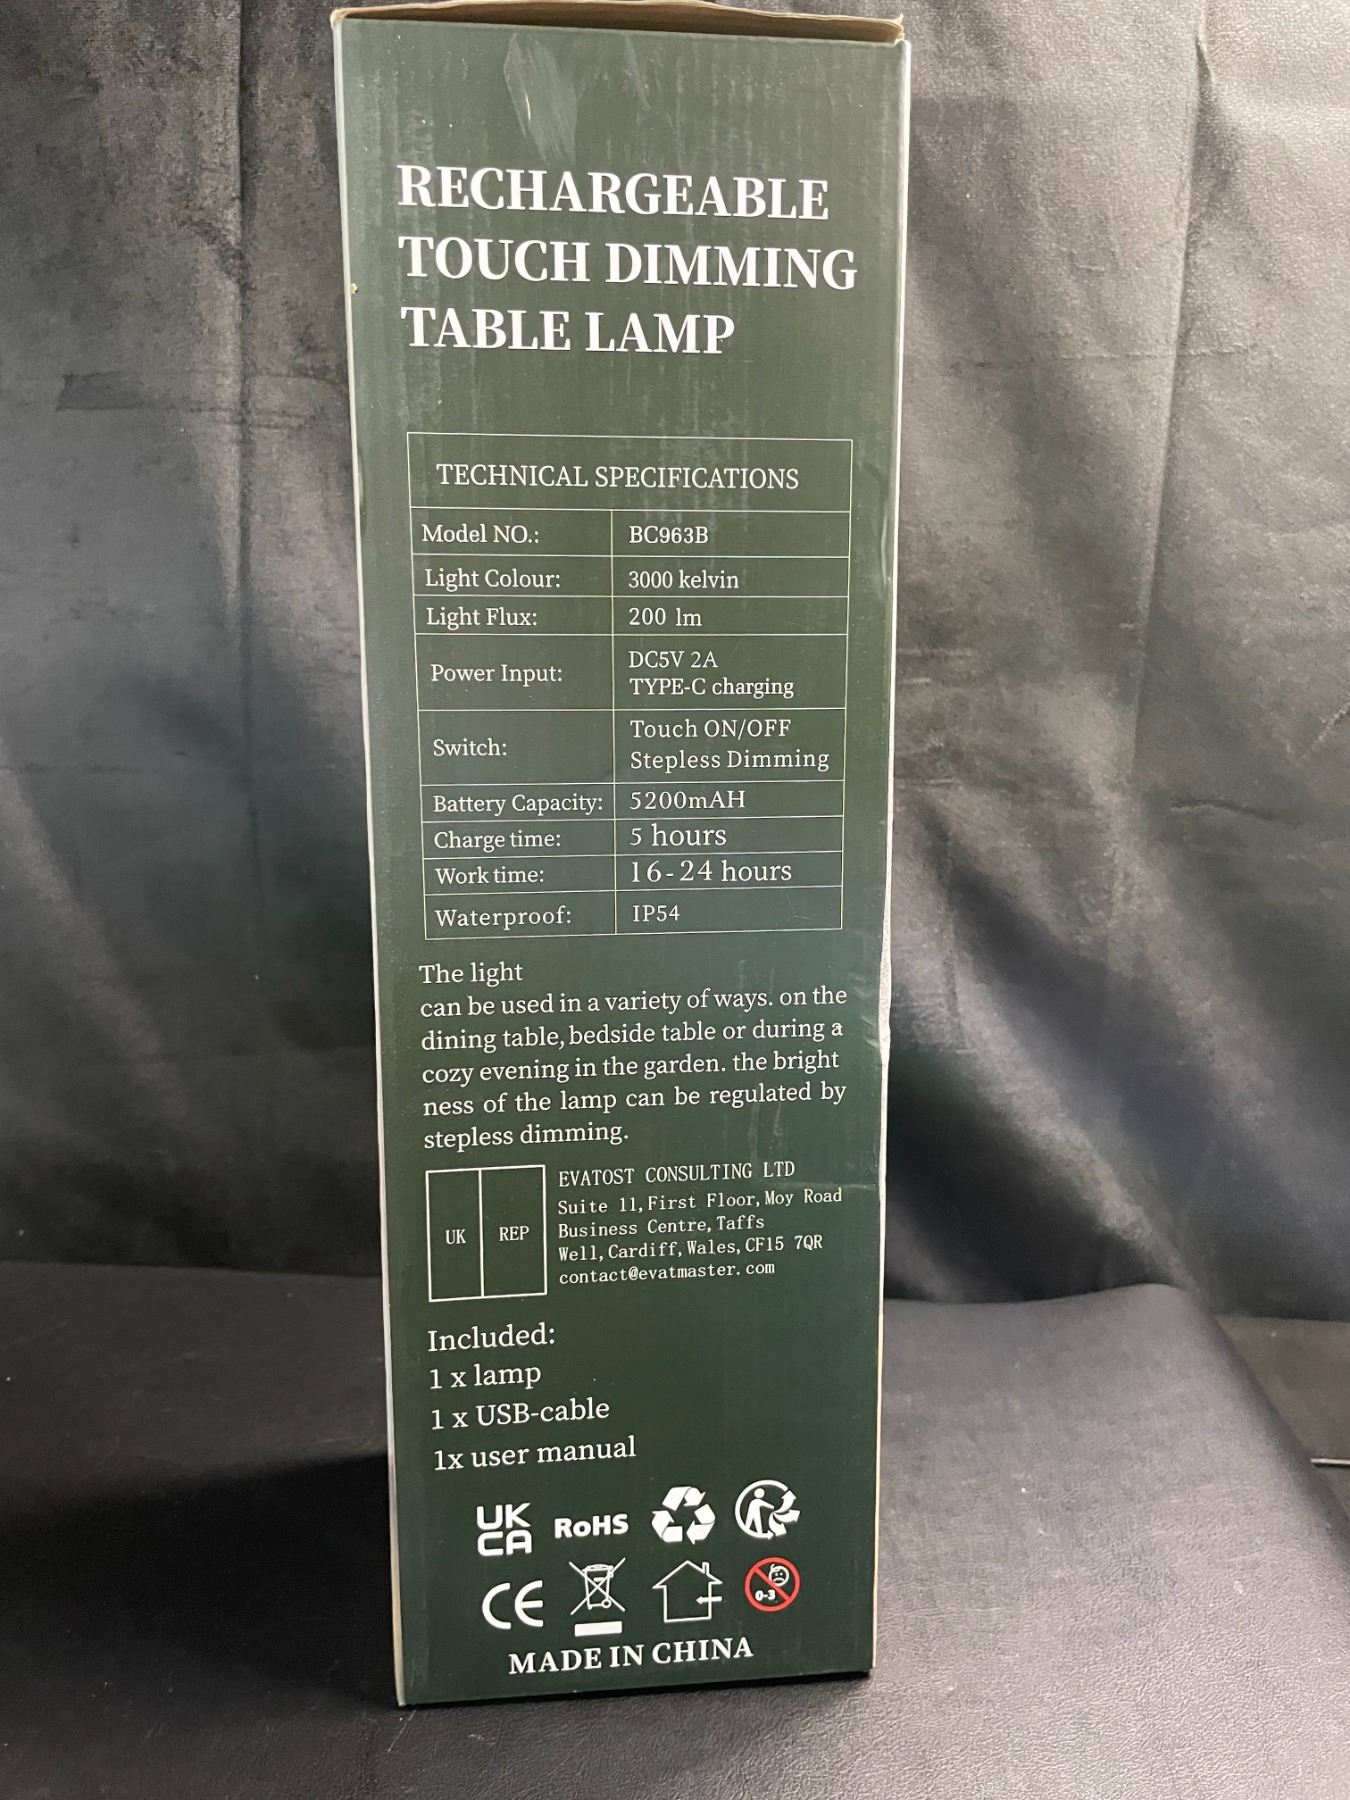 RECHARGEABLE
TOUCH DIMMING
TABLE LAMP
TECHNICAL SPECIFICATIONS
Model NO.: BC963B
Light Colour: 3000 kelvin
Light Flux: 200 lm
Power Input: DC5V 2A
TYPE-C charging
Switch: Touch ON/OFF
Stepless Dimming
Battery Capacity: 5200mAH
Charge time: 5 hours
Work time: 16-24 hours
Waterproof: IP54
The light
can be used in a variety of ways. on the
dining table, bedside table or during a
cozy evening in the garden. the bright
ness of the lamp can be regulated by
stepless dimming.
UK REP
EVATOST CONSULTING LTD
Suite 11, First Floor, Moy Road
Business Centre, Taffs
Well, Cardiff, Wales, CF15 7QR
contact@evatmaster.com
Included:
1 x lamp
1 x USB-cable
1x user manual
UK
CA
RoHS
CE
0-3
MADE IN CHINA